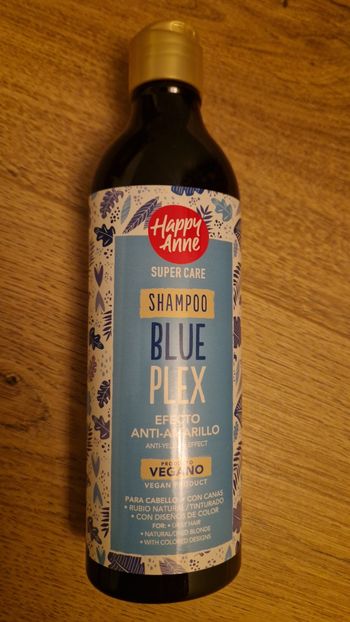 Happy
Anne
SUPER CARE
SHAMPOO
BLUE
PLEX
EFECTO
ANTI-AMARILLO
ANTI-YELLOW EFFECT
PRODUCTO
VEGANO
VEGAN PRODUCT
PARA CABELLO: • CON CANAS
• RUBIO NATURAL / TINTURADO
• CON DISEÑOS DE COLOR
FOR: • GREY HAIR
• NATURAL/DYED BLONDE
• WITH COLORED DESIGNS